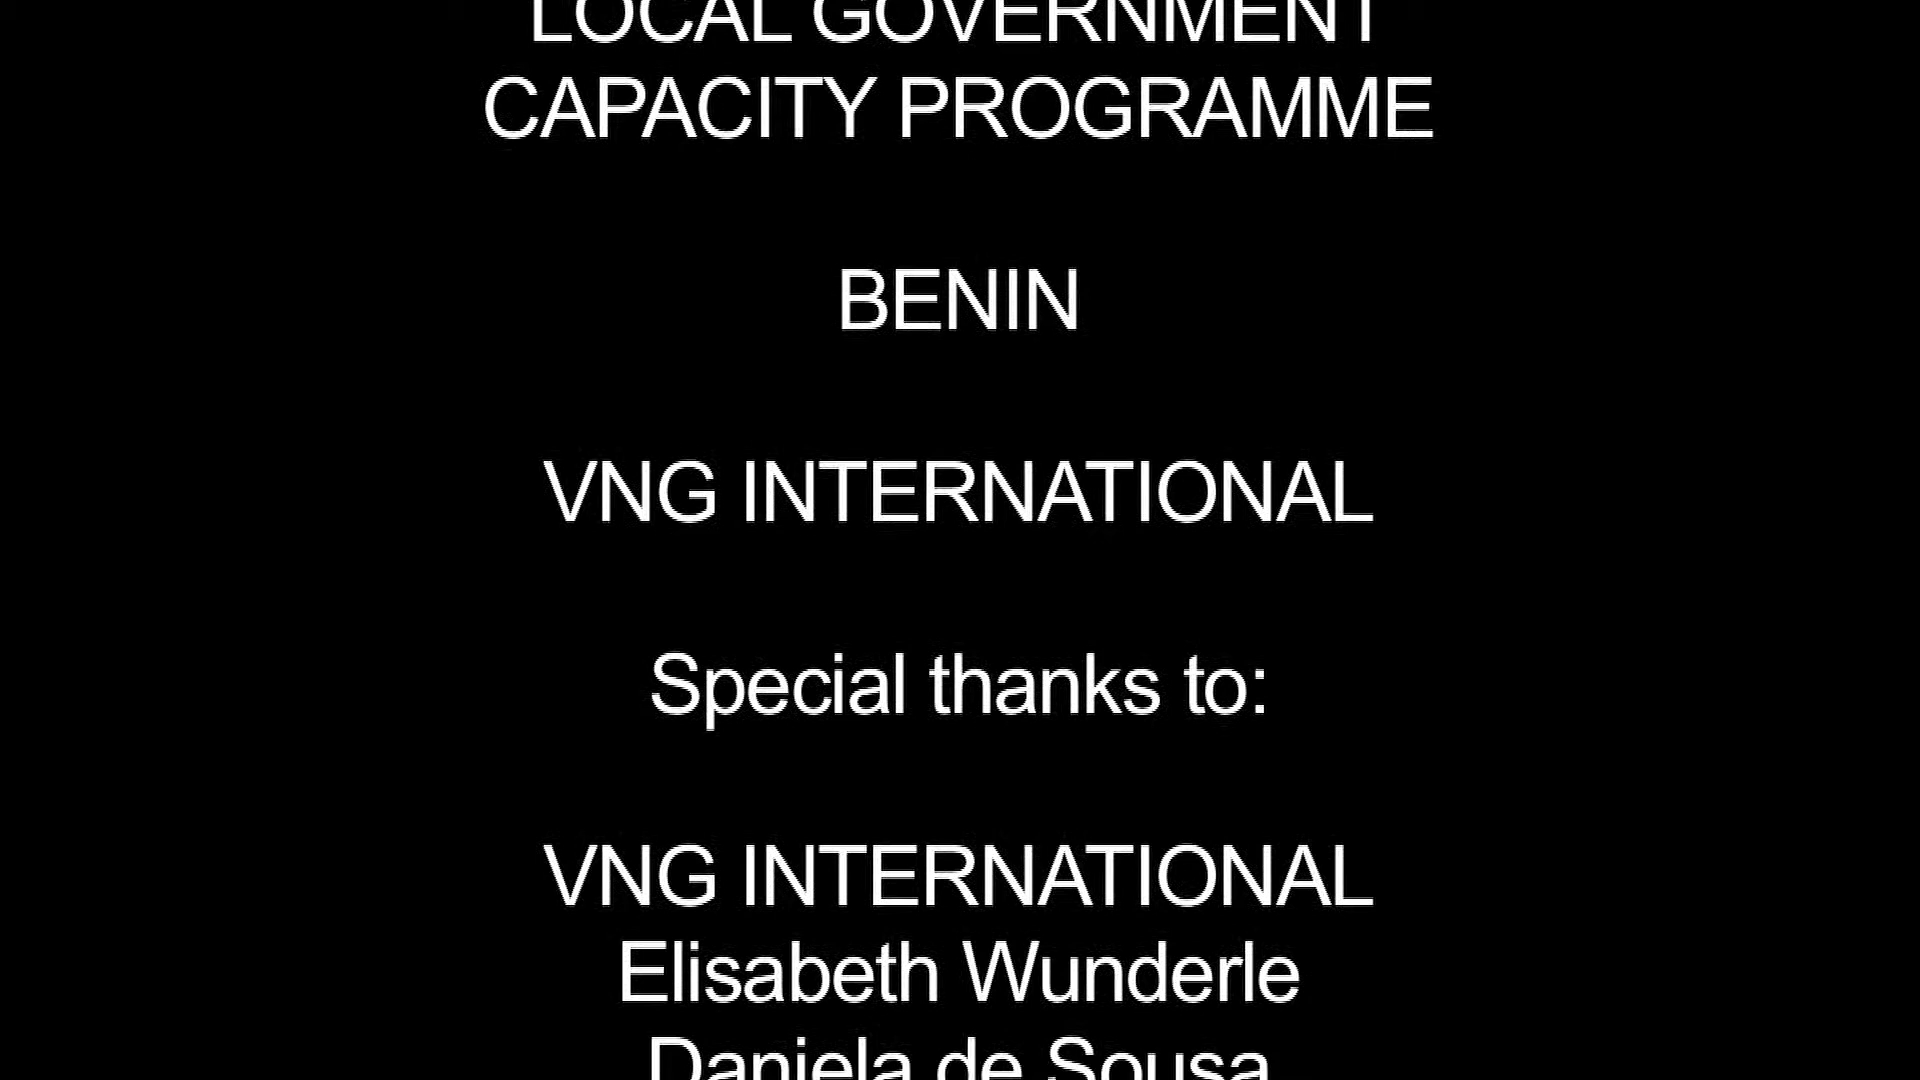 LOCAL GOVERNMENT
CAPACITY PROGRAMME
BENIN
VNG INTERNATIONAL
Special thanks to:
VNG INTERNATIONAL
Elisabeth Wunderle
Daniela de Sousa